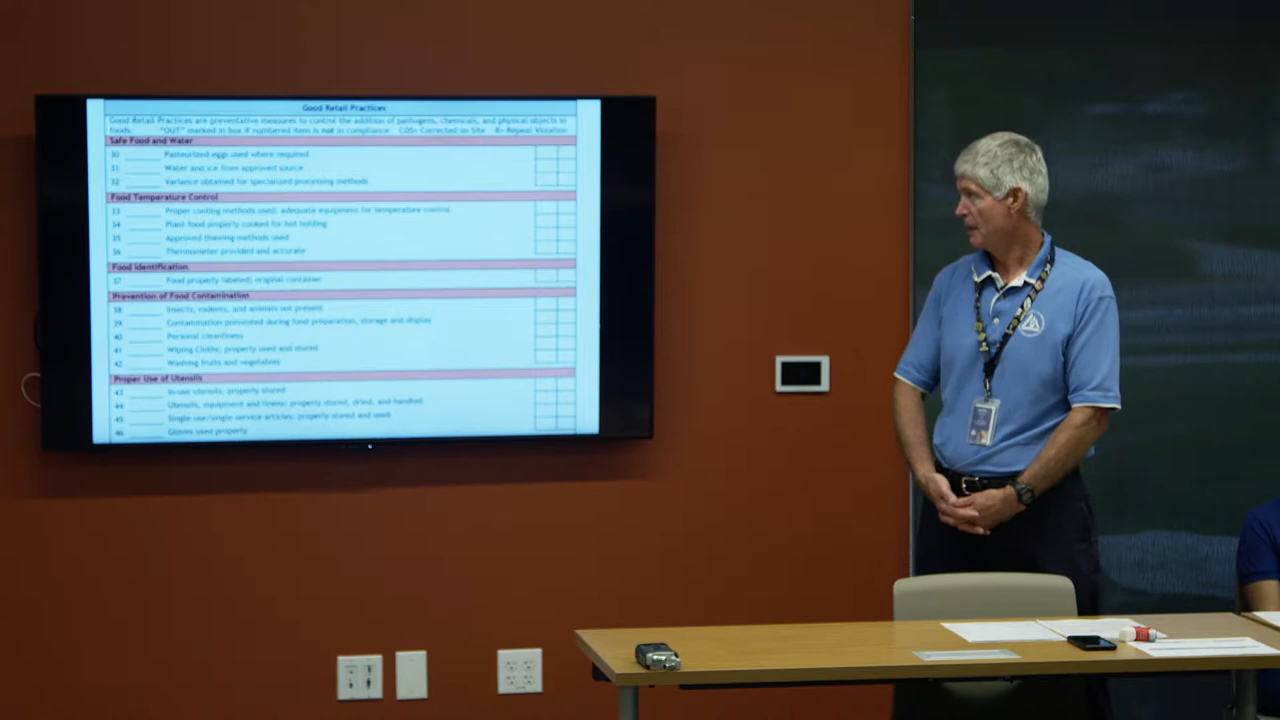 Good Retail Practices
Good Retail Practices are preventative measures to control the addition of pathogens, chemicals, and physical objects to
foods. "OUT" marked in box if numbered item is not in compliance COS= Corrected on Site R= Repeat Violation
Safe Food and Water
30 Pasteurized eggs used where required
31 Water and ice from approved source
32 Variance obtained for specialized processing methods
Food Temperature Control
33 Proper cooling methods used; adequate equipment for temperature control
34 Plant food properly cooked for hot holding
35 Approved thawing methods used
36 Thermometer provided and accurate
Food Identification
37 Food properly labeled; original container
Prevention of Food Contamination
38 Insects, rodents, and animals not present
39 Contamination prevented during food preparation, storage and display
40 Personal cleanliness
41 Wiping Cloths; properly used and stored
42 Washing fruits and vegetables
Proper Use of Utensils
43 In-use utensils; properly stored
44 Utensils, equipment and linens; properly stored, dried, and handled
45 Single-use/single-service articles; properly stored and used
46 Gloves used properly